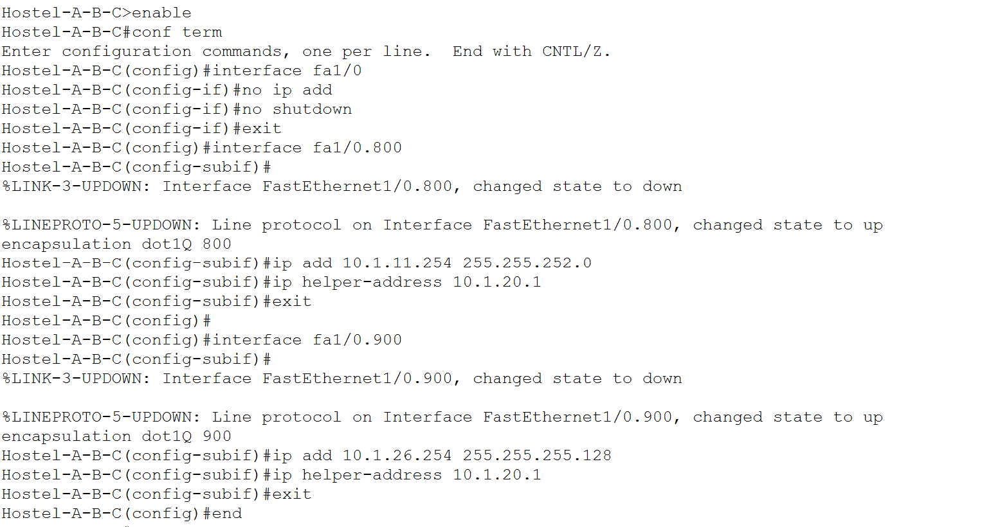 Hostel-A-B-C>enable
Hostel-A-B-C#conf term
Enter configuration commands, one per line.  End with CNTL/Z.
Hostel-A-B-C(config)#interface fa1/0
Hostel-A-B-C(config-if)#no ip add
Hostel-A-B-C(config-if)#no shutdown
Hostel-A-B-C(config-if)#exit
Hostel-A-B-C(config)#interface fa1/0.800
Hostel-A-B-C(config-subif)#
%LINK-3-UPDOWN: Interface FastEthernet1/0.800, changed state to down
%LINEPROTO-5-UPDOWN: Line protocol on Interface FastEthernet1/0.800, changed state to up
encapsulation dot1Q 800
Hostel-A-B-C(config-subif)#ip add 10.1.11.254 255.255.252.0
Hostel-A-B-C(config-subif)#ip helper-address 10.1.20.1
Hostel-A-B-C(config-subif)#exit
Hostel-A-B-C(config)#
Hostel-A-B-C(config)#interface fa1/0.900
Hostel-A-B-C(config-subif)#
%LINK-3-UPDOWN: Interface FastEthernet1/0.900, changed state to down
%LINEPROTO-5-UPDOWN: Line protocol on Interface FastEthernet1/0.900, changed state to up
encapsulation dot1Q 900
Hostel-A-B-C(config-subif)#ip add 10.1.26.254 255.255.255.128
Hostel-A-B-C(config-subif)#ip helper-address 10.1.20.1
Hostel-A-B-C(config-subif)#exit
Hostel-A-B-C(config)#end